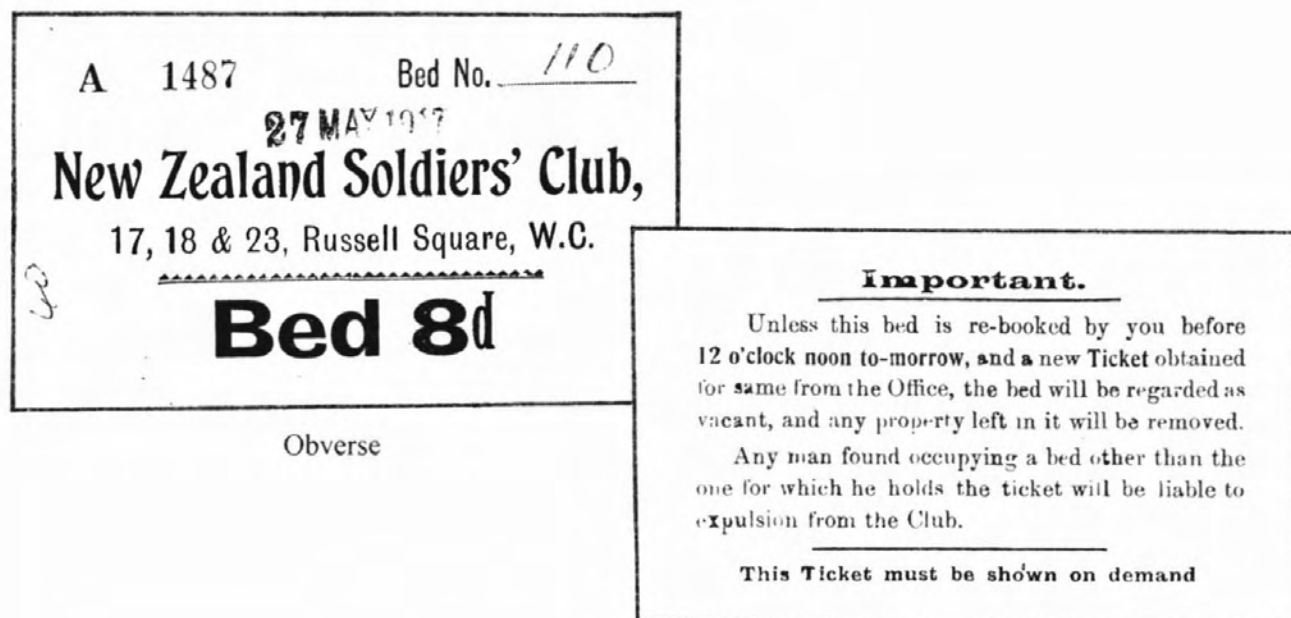 A 1487 Bed No. 110
27 MAY 1917
New Zealand Soldiers' Club,
17, 18 & 23, Russell Square, W.C.
Bed 8d
Obverse
Important.
Unless this bed is re-booked by you before
12 o'clock noon to-morrow, and a new Ticket obtained
for same from the Office, the bed will be regarded as
vacant, and any property left in it will be removed.
Any man found occupying a bed other than the
one for which he holds the ticket will be liable to
expulsion from the Club.
This Ticket must be shown on demand